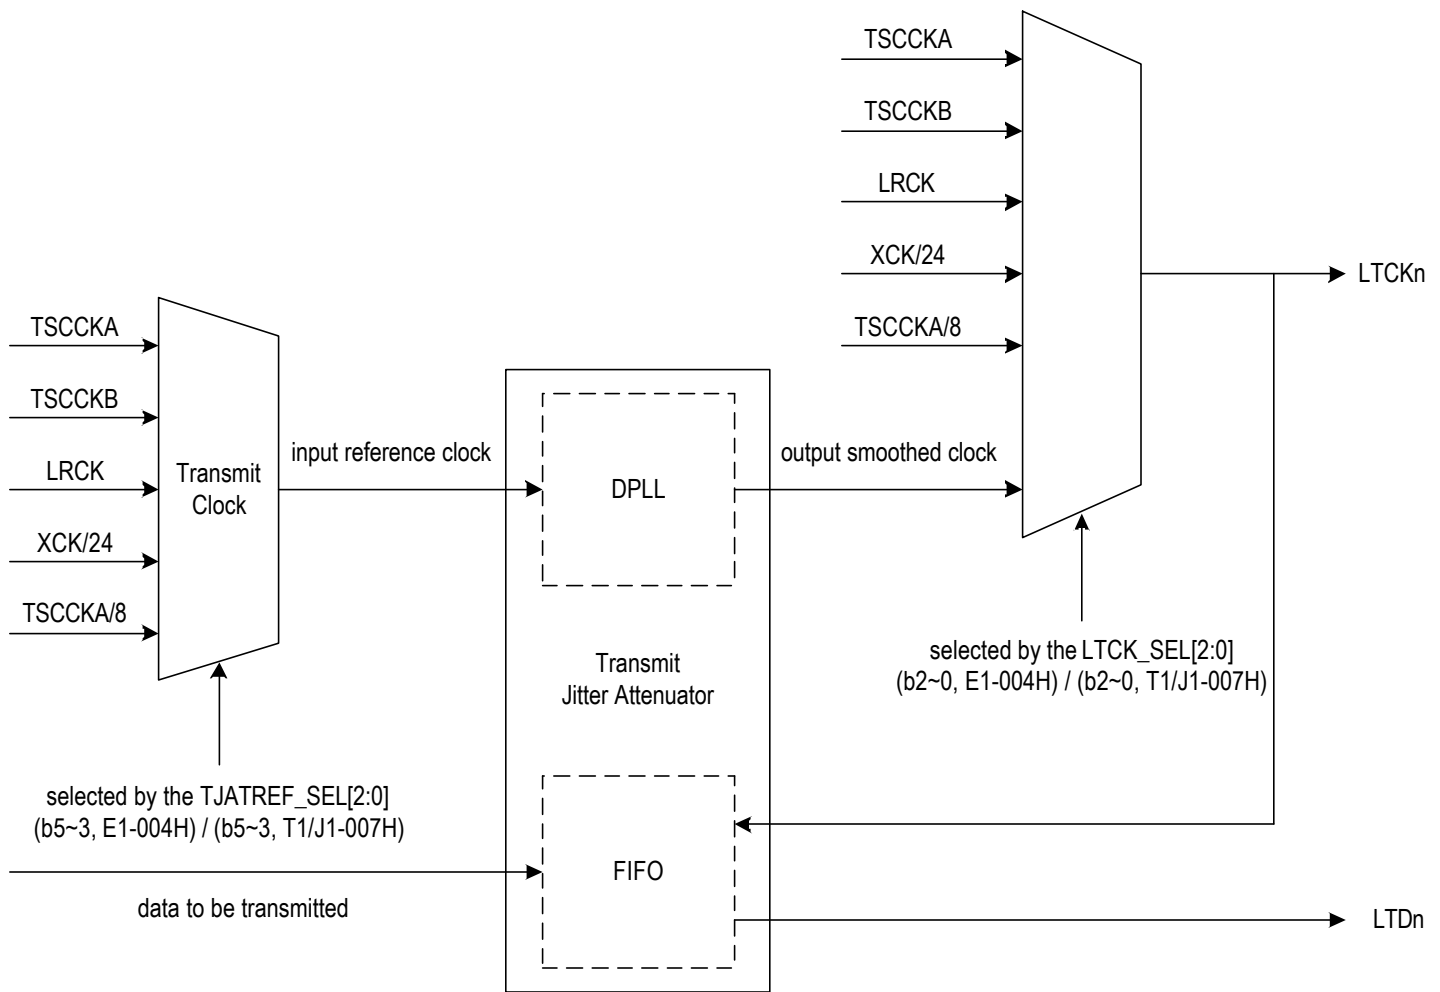 TSCCKA
TSCCKB
LRCK
XCK/24
TSCCKA/8
LTCKn
TSCCKA
TSCCKB
LRCK
XCK/24
TSCCKA/8
Transmit
Clock
input reference clock
DPLL
output smoothed clock
Transmit
Jitter Attenuator
selected by the LTCK_SEL[2:0]
(b2~0, E1-004H) / (b2~0, T1/J1-007H)
selected by the TJATREF_SEL[2:0]
(b5~3, E1-004H) / (b5~3, T1/J1-007H)
FIFO
data to be transmitted
LTDn